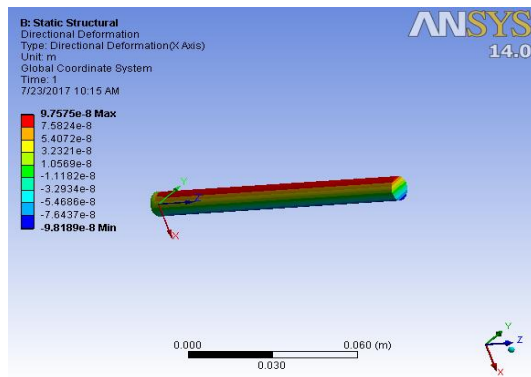 B: Static Structural
Directional Deformation
Type: Directional Deformation(X Axis)
Unit: m
Global Coordinate System
Time: 1
7/23/2017 10:15 AM
ANSYS
14.0
9.7575e-8 Max
7.5824e-8
5.4072e-8
3.2321e-8
1.0569e-8
-1.1182e-8
-3.2934e-8
-5.4686e-8
-7.6437e-8
-9.8189e-8 Min
Y
Z
X
0.000
0.060 (m)
0.030
Y
Z
X